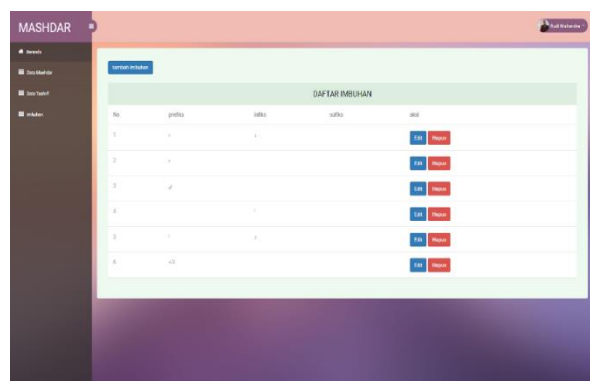 MASHDAR
Rudi Mahendra
Beranda
Data Mashdar
Data Tashrif
Imbuhan
tambah imbuhan
DAFTAR IMBUHAN
No prefiks infiks sufiks aksi
1 Edit Hapus
2 Edit Hapus
3 Edit Hapus
4 Edit Hapus
5 Edit Hapus
6 Edit Hapus